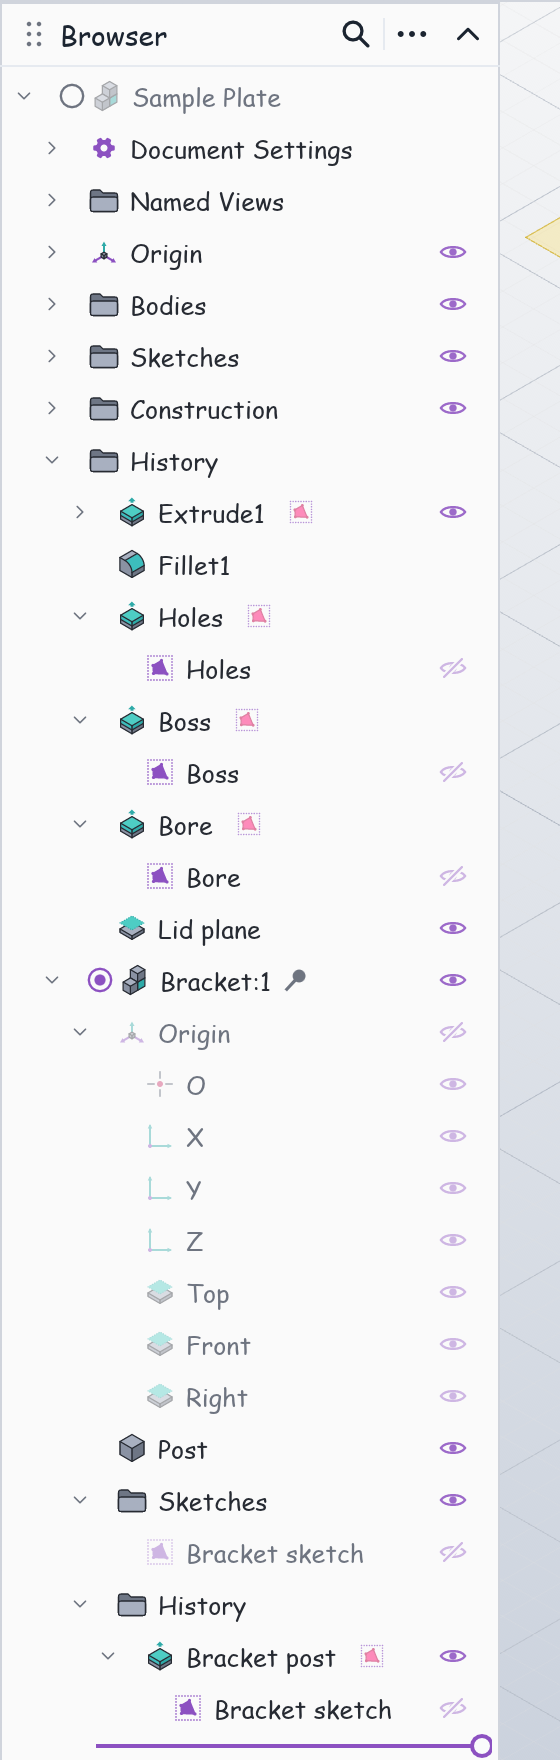 Browser
Sample Plate
Document Settings
Named Views
Origin
Bodies
Sketches
Construction
History
Extrude1
Fillet1
Holes
Holes
Boss
Boss
Bore
Bore
Lid plane
Bracket:1
Origin
O
X
Y
Z
Top
Front
Right
Post
Sketches
Bracket sketch
History
Bracket post
Bracket sketch